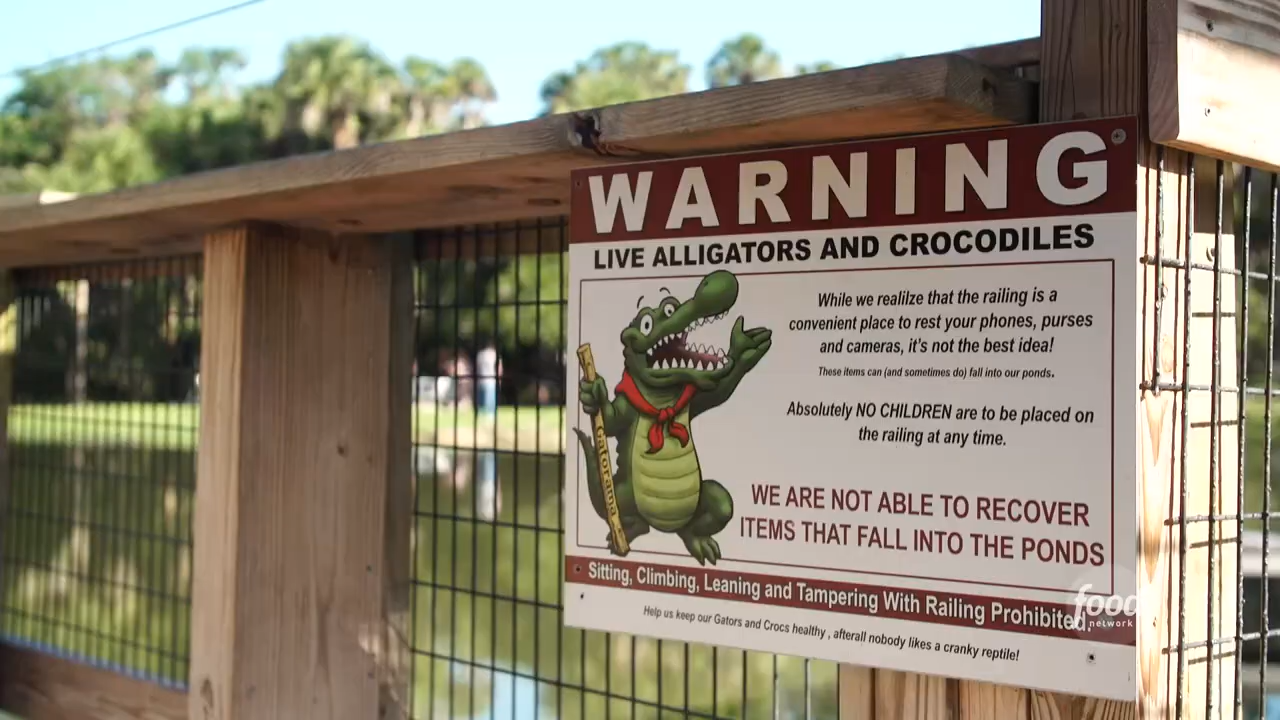 WARNING
LIVE ALLIGATORS AND CROCODILES
While we realilze that the railing is a
convenient place to rest your phones, purses
and cameras, it's not the best idea!
These items can (and sometimes do) fall into our ponds.
Absolutely NO CHILDREN are to be placed on
the railing at any time.
Gatorama
WE ARE NOT ABLE TO RECOVER
ITEMS THAT FALL INTO THE PONDS
Sitting, Climbing, Leaning and Tampering With Railing Prohibited.
Help us keep our Gators and Crocs healthy , afterall nobody likes a cranky reptile!
food
network